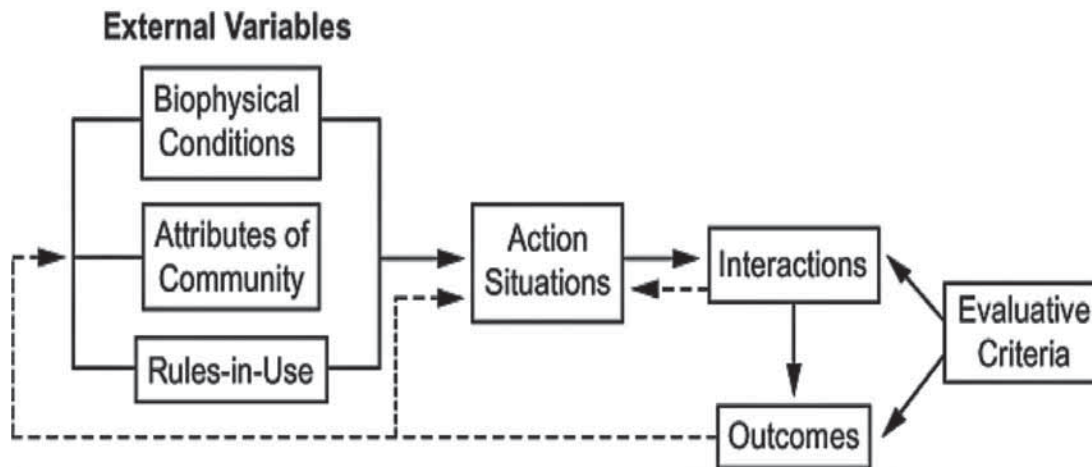 External Variables
Biophysical
Conditions
Attributes of
Community
Rules-in-Use
Action
Situations
Interactions
Outcomes
Evaluative
Criteria